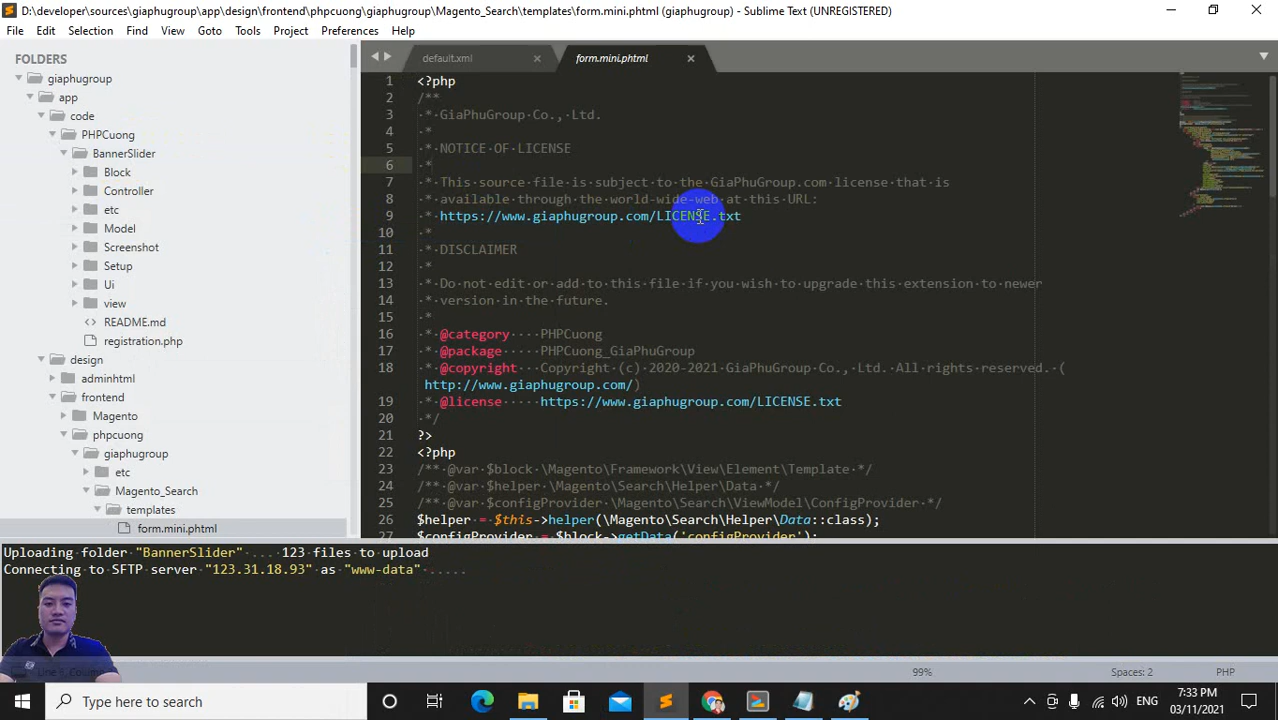 D:\developer\sources\giaphugroup\app\design\frontend\phpcuong\giaphugroup\Magento_Search\templates\form.mini.phtml (giaphugroup) - Sublime Text (UNREGISTERED)
File Edit Selection Find View Goto Tools Project Preferences Help
FOLDERS
giaphugroup
app
code
PHPCuong
BannerSlider
Block
Controller
etc
Model
Screenshot
Setup
Ui
view
README.md
registration.php
design
adminhtml
frontend
Magento
phpcuong
giaphugroup
etc
Magento_Search
templates
form.mini.phtml
default.xml form.mini.phtml
1 <?php
2 /**
3 * GiaPhuGroup Co., Ltd.
4 *
5 * NOTICE OF LICENSE
6 *
7 * This source file is subject to the GiaPhuGroup.com license that is
8 * available through the world-wide-web at this URL:
9 * https://www.giaphugroup.com/LICENSE.txt
10 *
11 * DISCLAIMER
12 *
13 * Do not edit or add to this file if you wish to upgrade this extension to newer
14 * version in the future.
15 *
16 * @category    PHPCuong
17 * @package     PHPCuong_GiaPhuGroup
18 * @copyright   Copyright (c) 2020-2021 GiaPhuGroup Co., Ltd. All rights reserved. (
http://www.giaphugroup.com/)
19 * @license     https://www.giaphugroup.com/LICENSE.txt
20 */
21 ?>
22 <?php
23 /** @var $block \Magento\Framework\View\Element\Template */
24 /** @var $helper \Magento\Search\Helper\Data */
25 /** @var $configProvider \Magento\Search\ViewModel\ConfigProvider */
26 $helper = $this->helper(\Magento\Search\Helper\Data::class);
27 $configProvider = $block->getData('configProvider');
Uploading folder "BannerSlider" .... 123 files to upload
Connecting to SFTP server "123.31.18.93" as "www-data" .....
99% Spaces: 2 PHP
Type here to search
ENG
7:33 PM
03/11/2021